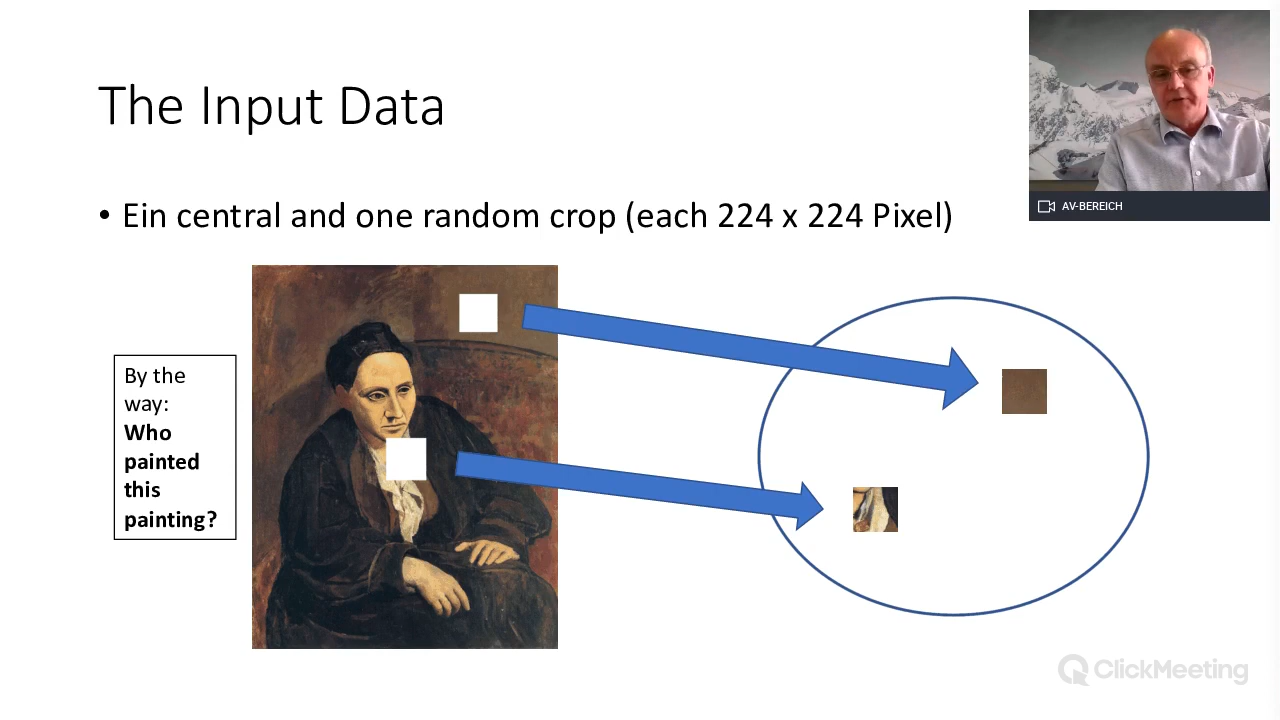 The Input Data
AV-BEREICH
• Ein central and one random crop (each 224 x 224 Pixel)
By the
way:
Who
painted
this
painting?
ClickMeeting